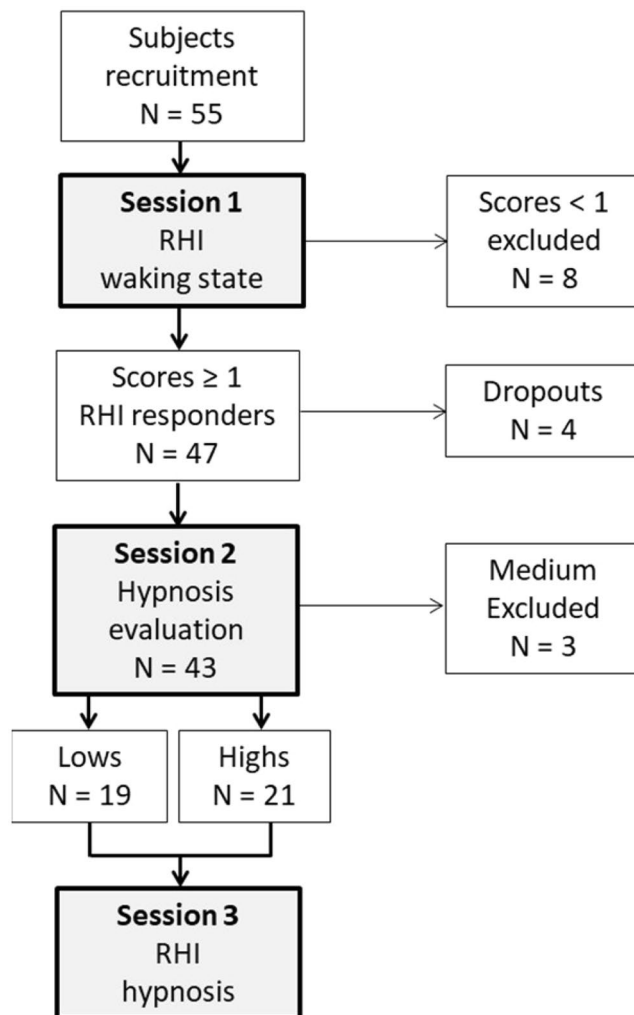 Subjects
recruitment
N = 55
Session 1
RHI
waking state
Scores < 1
excluded
N = 8
Scores ≥ 1
RHI responders
N = 47
Dropouts
N = 4
Session 2
Hypnosis
evaluation
N = 43
Medium
Excluded
N = 3
Lows
N = 19
Highs
N = 21
Session 3
RHI
hypnosis